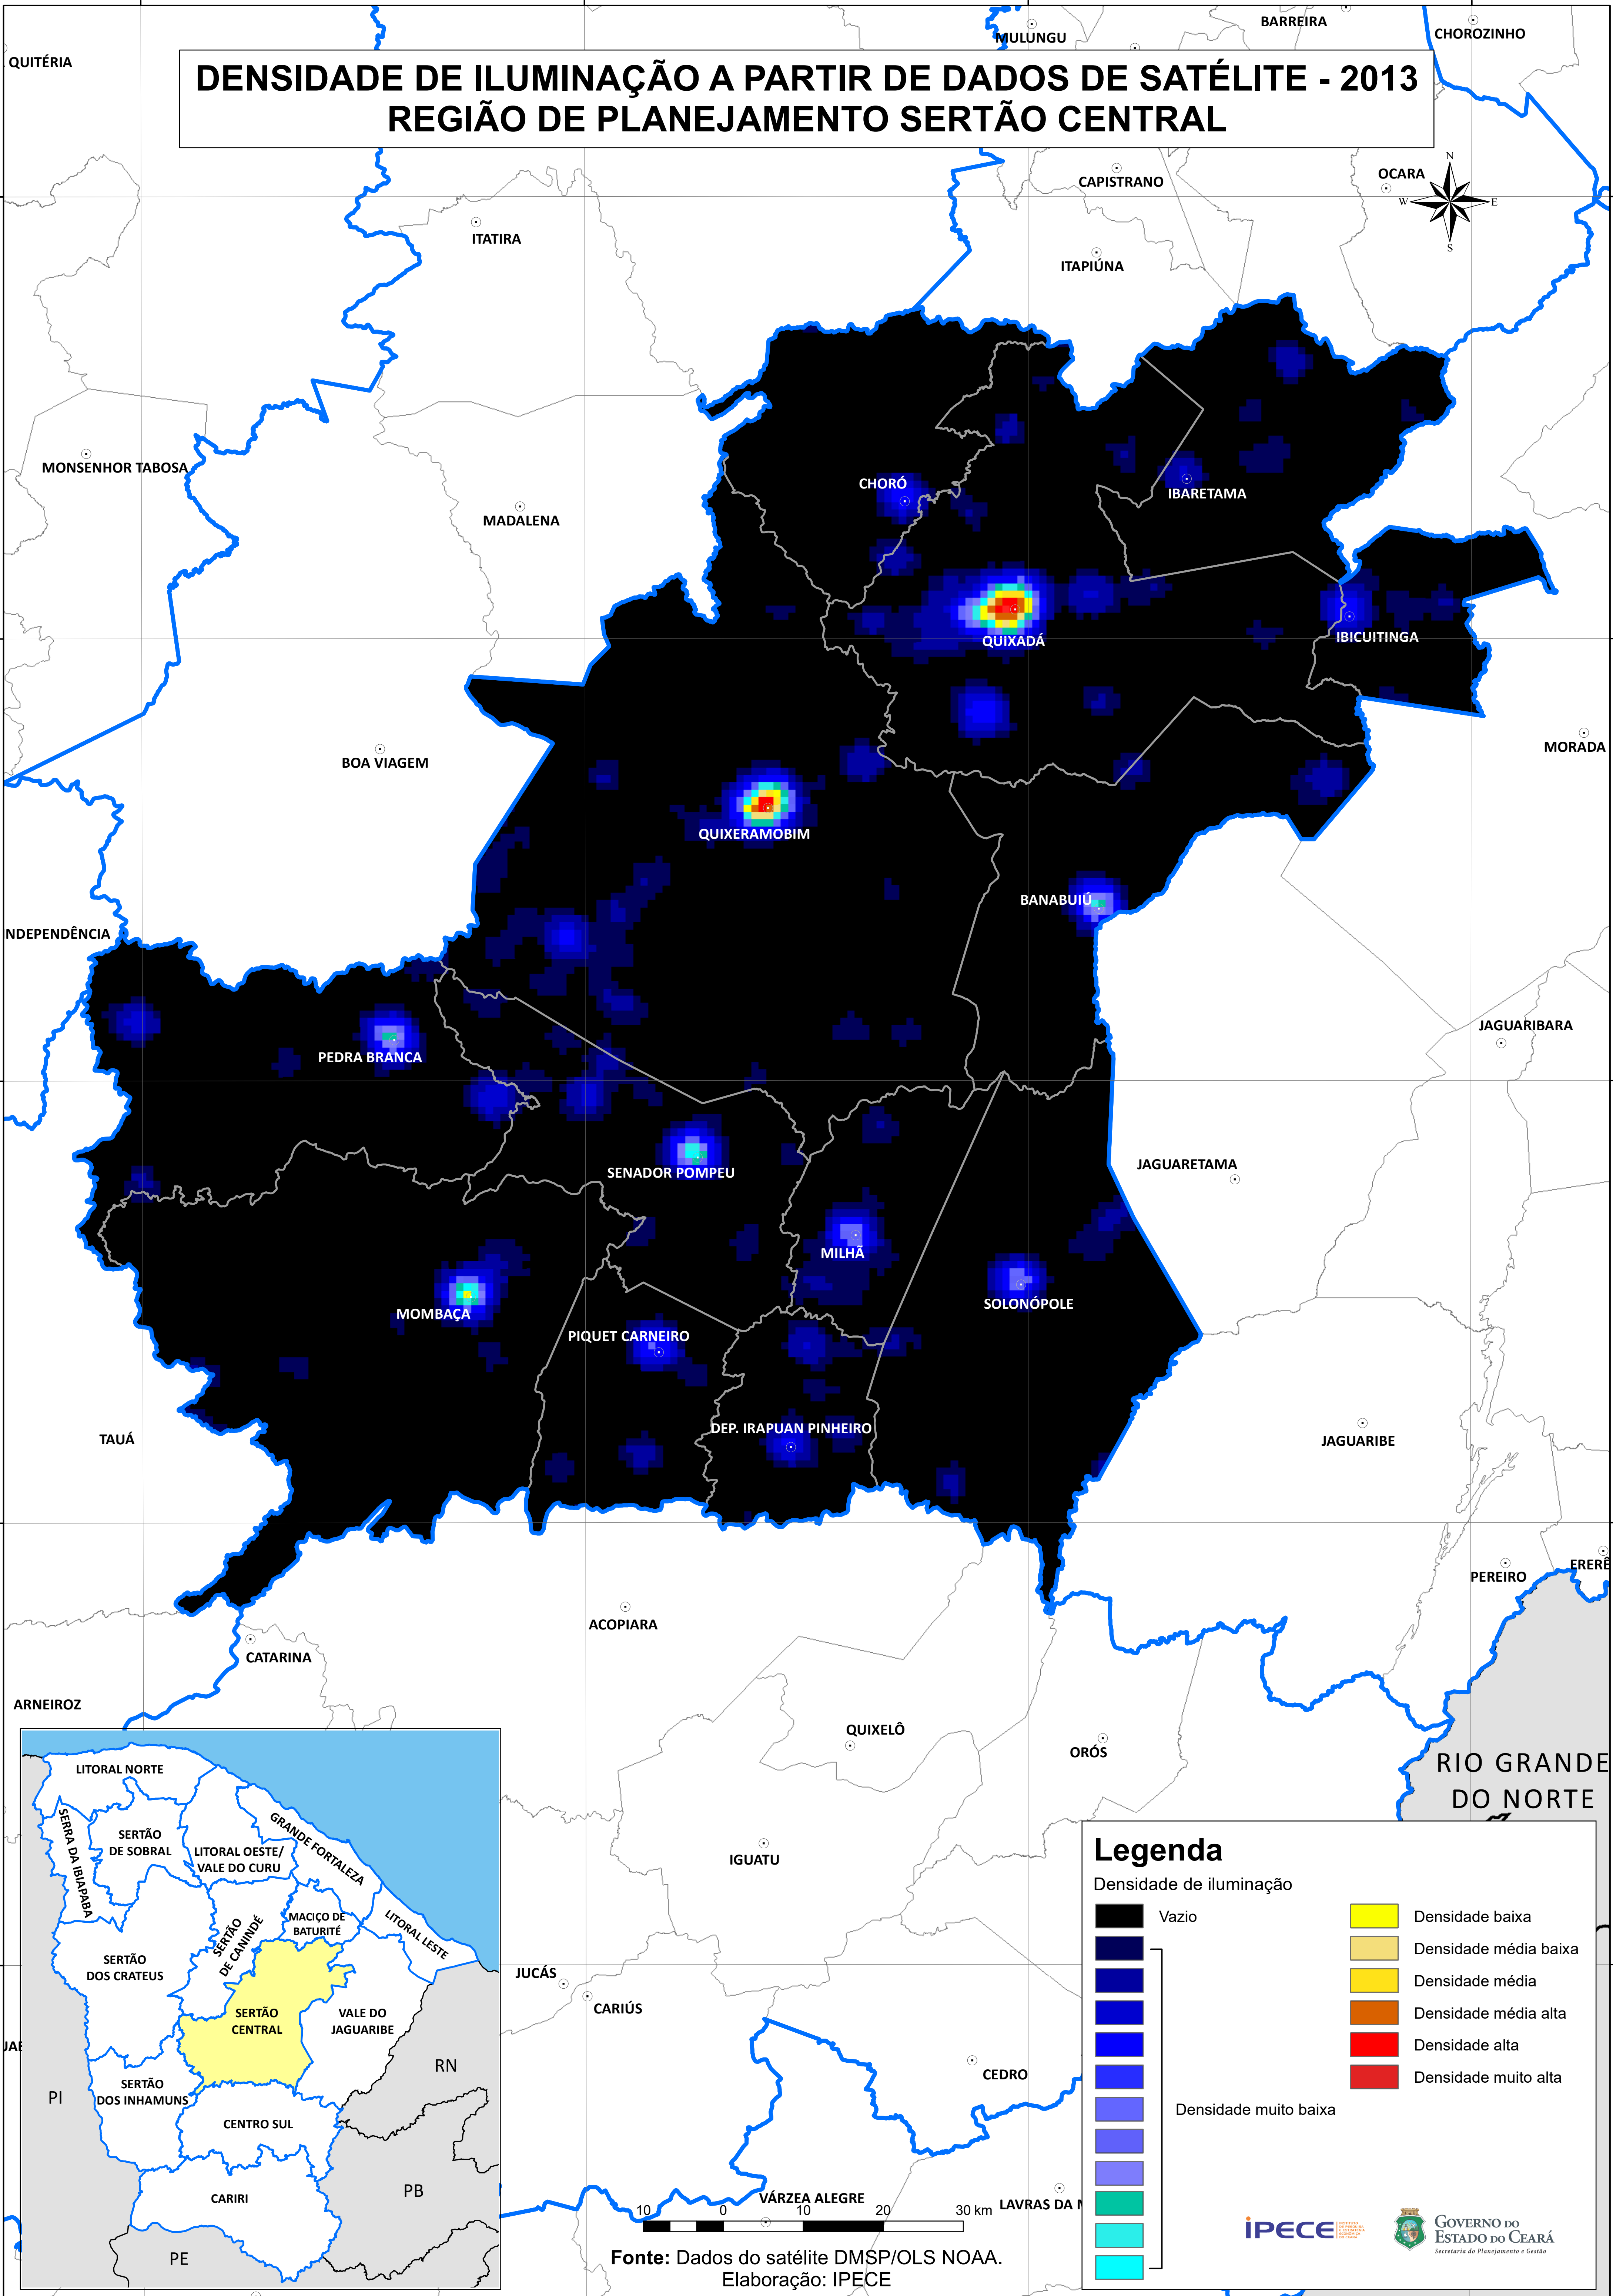 MULUNGU
BARREIRA
CHOROZINHO
QUITÉRIA
DENSIDADE DE ILUMINAÇÃO A PARTIR DE DADOS DE SATÉLITE - 2013
REGIÃO DE PLANEJAMENTO SERTÃO CENTRAL
CAPISTRANO
OCARA
N
W
E
S
ITATIRA
ITAPIÚNA
MONSENHOR TABOSA
MADALENA
CHORÓ
IBARETAMA
QUIXADÁ
IBICUITINGA
BOA VIAGEM
MORADA
QUIXERAMOBIM
BANABUIÚ
NDEPENDÊNCIA
PEDRA BRANCA
JAGUARIBARA
SENADOR POMPEU
JAGUARETAMA
MILHÃ
MOMBAÇA
SOLONÓPOLE
PIQUET CARNEIRO
DEP. IRAPUAN PINHEIRO
TAUÁ
JAGUARIBE
PEREIRO
ERERÊ
ACOPIARA
CATARINA
ARNEIROZ
QUIXELÔ
ORÓS
RIO GRANDE
DO NORTE
IGUATU
JUCÁS
CARIÚS
CEDRO
VÁRZEA ALEGRE
LAVRAS DA
LITORAL NORTE
SERRA DA IBIAPABA
SERTÃO
DE SOBRAL
LITORAL OESTE/
VALE DO CURU
GRANDE FORTALEZA
MACIÇO DE
BATURITÉ
LITORAL LESTE
SERTÃO
DE CANINDÉ
SERTÃO
DOS CRATEUS
SERTÃO
CENTRAL
VALE DO
JAGUARIBE
RN
PI
SERTÃO
DOS INHAMUNS
CENTRO SUL
CARIRI
PB
PE
10 0 10 20 30 km
Fonte: Dados do satélite DMSP/OLS NOAA.
Elaboração: IPECE
Legenda
Densidade de iluminação
Vazio
Densidade muito baixa
Densidade baixa
Densidade média baixa
Densidade média
Densidade média alta
Densidade alta
Densidade muito alta
IPECE
GOVERNO DO
ESTADO DO CEARÁ
Secretaria do Planejamento e Gestão